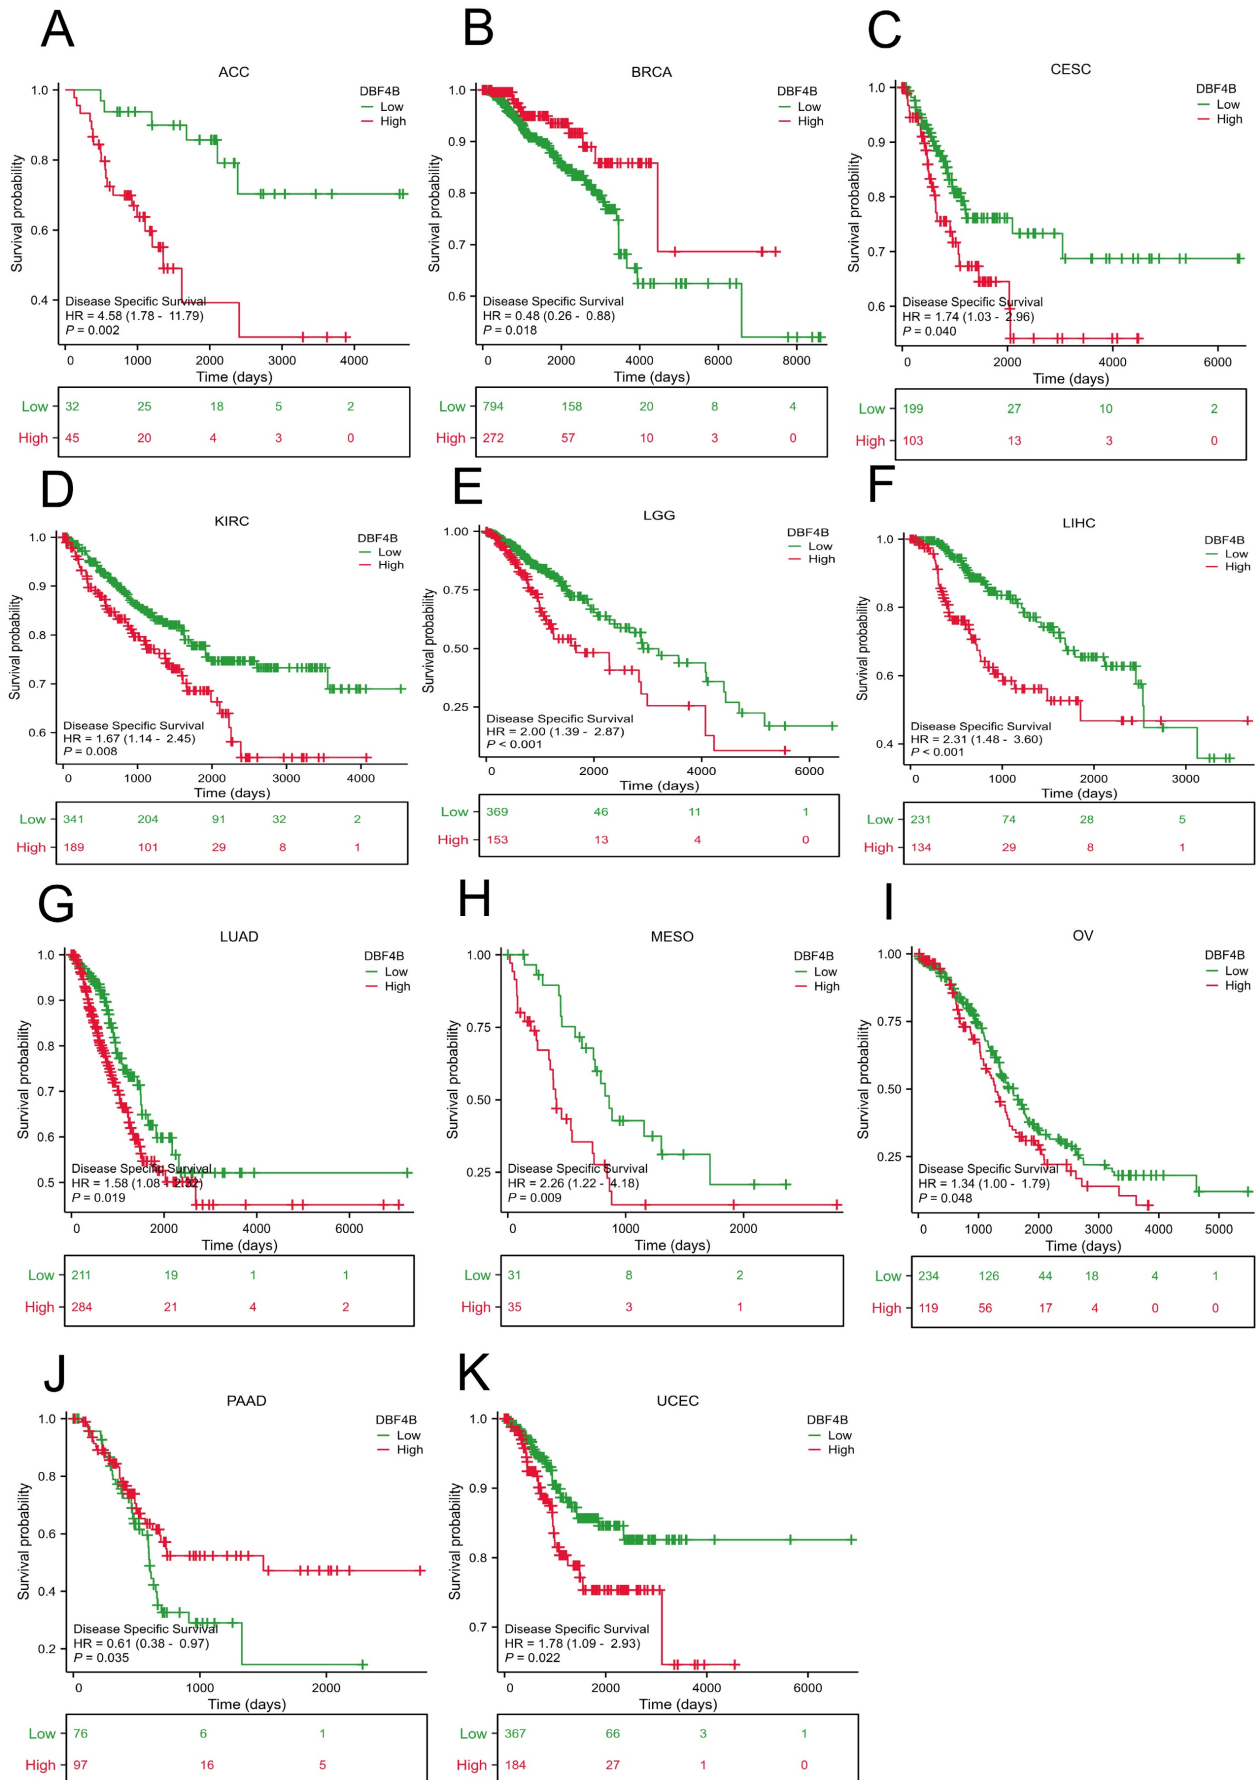 A
ACC
DBF4B
Low
High
Survival probability
1.0
0.8
0.6
0.4
Disease Specific Survival
HR = 4.58 (1.78 - 11.79)
P = 0.002
0 1000 2000 3000 4000
Time (days)
Low 32 25 18 5 2
High 45 20 4 3 0
B
BRCA
DBF4B
Low
High
Survival probability
1.0
0.9
0.8
0.7
0.6
Disease Specific Survival
HR = 0.48 (0.26 - 0.88)
P = 0.018
0 2000 4000 6000 8000
Time (days)
Low 794 158 20 8 4
High 272 57 10 3 0
C
CESC
DBF4B
Low
High
Survival probability
1.0
0.9
0.8
0.7
0.6
Disease Specific Survival
HR = 1.74 (1.03 - 2.96)
P = 0.040
0 2000 4000 6000
Time (days)
Low 199 27 10 2
High 103 13 3 0
D
KIRC
DBF4B
Low
High
Survival probability
1.0
0.9
0.8
0.7
0.6
Disease Specific Survival
HR = 1.67 (1.14 - 2.45)
P = 0.008
0 1000 2000 3000 4000
Time (days)
Low 341 204 91 32 2
High 189 101 29 8 1
E
LGG
DBF4B
Low
High
Survival probability
1.00
0.75
0.50
0.25
Disease Specific Survival
HR = 2.00 (1.39 - 2.87)
P < 0.001
0 2000 4000 6000
Time (days)
Low 369 46 11 1
High 153 13 4 0
F
LIHC
DBF4B
Low
High
Survival probability
1.0
0.8
0.6
0.4
Disease Specific Survival
HR = 2.31 (1.48 - 3.60)
P < 0.001
0 1000 2000 3000
Time (days)
Low 231 74 28 5
High 134 29 8 1
G
LUAD
DBF4B
Low
High
Survival probability
1.0
0.9
0.8
0.7
0.6
0.5
Disease Specific Survival
HR = 1.58 (1.08 -
P = 0.019
0 2000 4000 6000
Time (days)
Low 211 19 1 1
High 284 21 4 2
H
MESO
DBF4B
Low
High
Survival probability
1.00
0.75
0.50
0.25
Disease Specific Survival
HR = 2.26 (1.22 - 4.18)
P = 0.009
0 1000 2000
Time (days)
Low 31 8 2
High 35 3 1
I
OV
DBF4B
Low
High
Survival probability
1.00
0.75
0.50
0.25
Disease Specific Survival
HR = 1.34 (1.00 - 1.79)
P = 0.048
0 1000 2000 3000 4000 5000
Time (days)
Low 234 126 44 18 4 1
High 119 56 17 4 0 0
J
PAAD
DBF4B
Low
High
Survival probability
1.0
0.8
0.6
0.4
0.2
Disease Specific Survival
HR = 0.61 (0.38 - 0.97)
P = 0.035
0 1000 2000
Time (days)
Low 76 6 1
High 97 16 5
K
UCEC
DBF4B
Low
High
Survival probability
1.0
0.9
0.8
0.7
Disease Specific Survival
HR = 1.78 (1.09 - 2.93)
P = 0.022
0 2000 4000 6000
Time (days)
Low 367 66 3 1
High 184 27 1 0